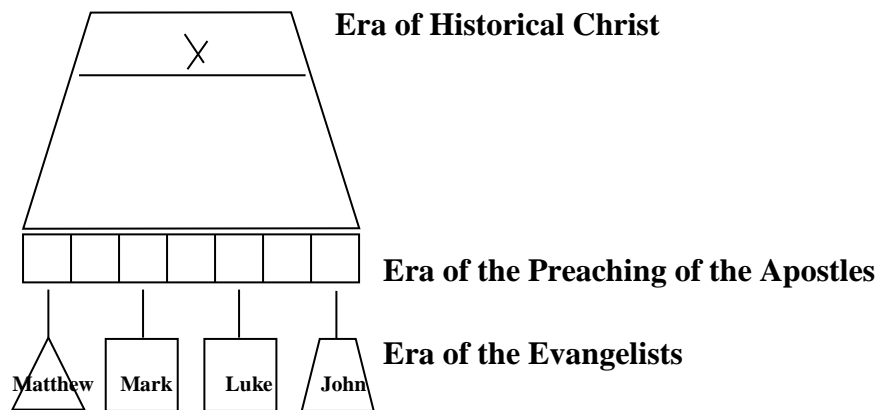 Era of Historical Christ
X
Era of the Preaching of the Apostles
Era of the Evangelists
Matthew Mark Luke John